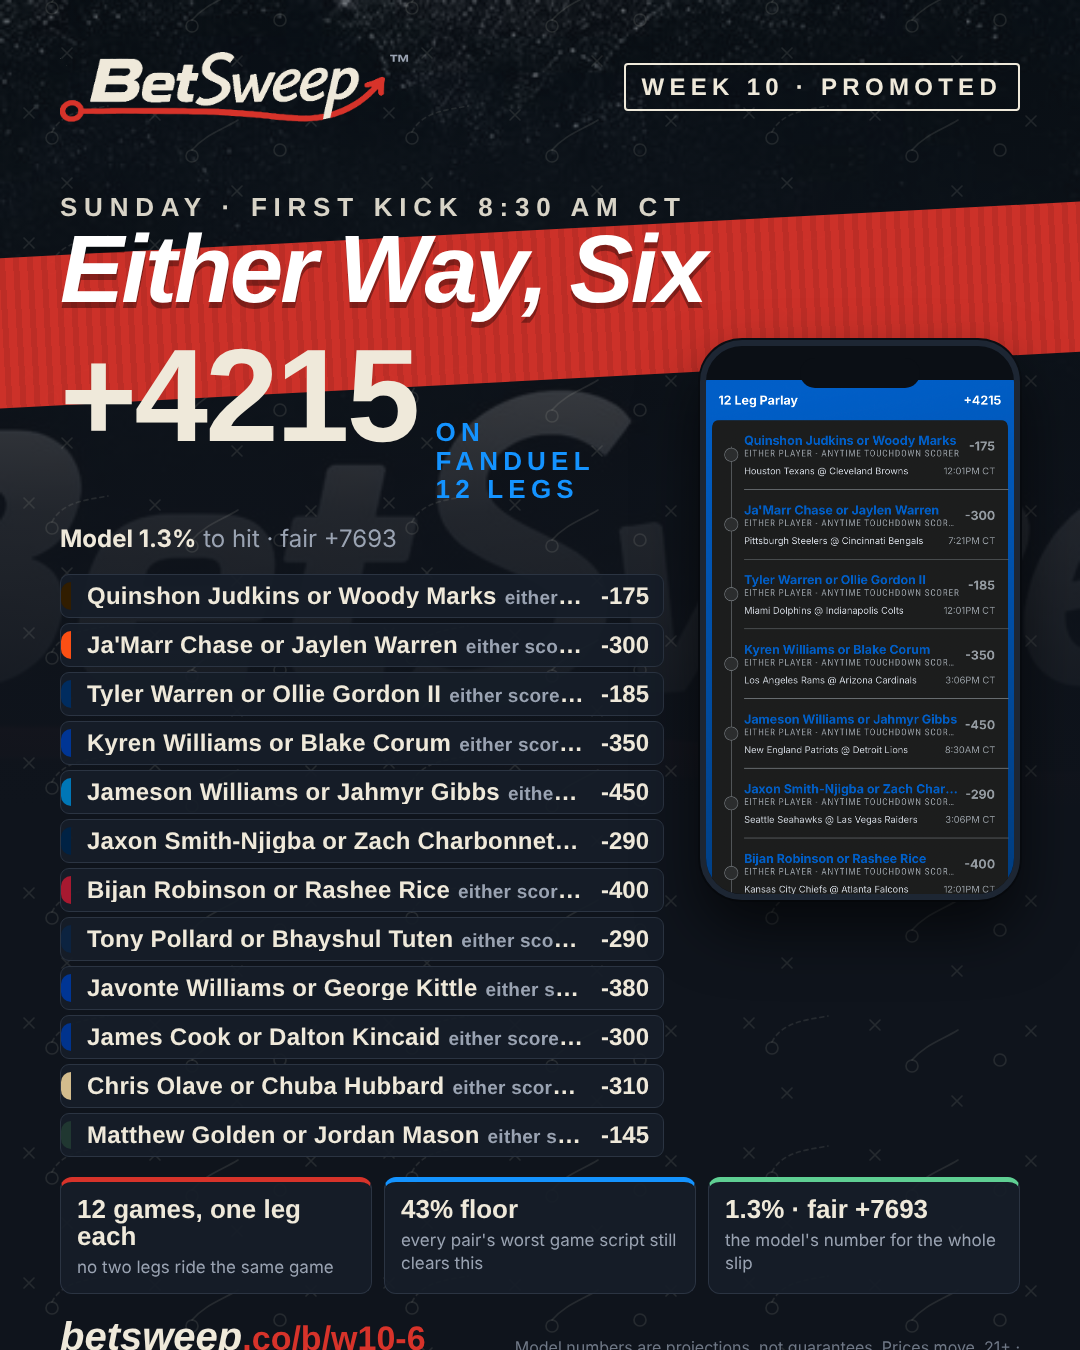 BetSweep™
WEEK 10 · PROMOTED
SUNDAY · FIRST KICK 8:30 AM CT
Either Way, Six
+4215
ON
FANDUEL
12 LEGS
Model 1.3% to hit · fair +7693
Quinshon Judkins or Woody Marks either... -175
Ja'Marr Chase or Jaylen Warren either sco... -300
Tyler Warren or Ollie Gordon II either score... -185
Kyren Williams or Blake Corum either scor... -350
Jameson Williams or Jahmyr Gibbs eithe... -450
Jaxon Smith-Njigba or Zach Charbonnet... -290
Bijan Robinson or Rashee Rice either scor... -400
Tony Pollard or Bhayshul Tuten either sco... -290
Javonte Williams or George Kittle either s... -380
James Cook or Dalton Kincaid either score... -300
Chris Olave or Chuba Hubbard either scor... -310
Matthew Golden or Jordan Mason either s... -145
12 Leg Parlay +4215
Quinshon Judkins or Woody Marks -175
EITHER PLAYER - ANYTIME TOUCHDOWN SCORER
Houston Texans @ Cleveland Browns 12:01PM CT
Ja'Marr Chase or Jaylen Warren -300
EITHER PLAYER - ANYTIME TOUCHDOWN SCOR...
Pittsburgh Steelers @ Cincinnati Bengals 7:21PM CT
Tyler Warren or Ollie Gordon II -185
EITHER PLAYER - ANYTIME TOUCHDOWN SCORER
Miami Dolphins @ Indianapolis Colts 12:01PM CT
Kyren Williams or Blake Corum -350
EITHER PLAYER - ANYTIME TOUCHDOWN SCOR...
Los Angeles Rams @ Arizona Cardinals 3:06PM CT
Jameson Williams or Jahmyr Gibbs -450
EITHER PLAYER - ANYTIME TOUCHDOWN SCOR...
New England Patriots @ Detroit Lions 8:30AM CT
Jaxon Smith-Njigba or Zach Char... -290
EITHER PLAYER - ANYTIME TOUCHDOWN SCOR...
Seattle Seahawks @ Las Vegas Raiders 3:06PM CT
Bijan Robinson or Rashee Rice -400
EITHER PLAYER - ANYTIME TOUCHDOWN SCOR...
Kansas City Chiefs @ Atlanta Falcons 12:01PM CT
12 games, one leg
each
no two legs ride the same game
43% floor
every pair's worst game script still
clears this
1.3% · fair +7693
the model's number for the whole
slip
betsweep.co/b/w10-6
Model numbers are projections, not guarantees. Prices move. 21+ ·